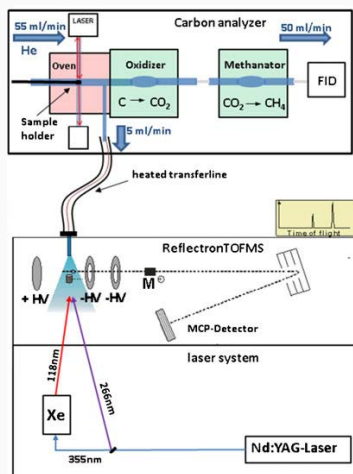 Carbon analyzer
55 ml/min
50 ml/min
LASER
He
Oven
Oxidizer
Methanator
C → CO2
CO2 → CH4
FID
Sample
holder
5 ml/min
heated transferline
Time of flight
ReflectronTOFMS
+ HV
-HV
-HV
M
MCP-Detector
laser system
118nm
266nm
Xe
355nm
Nd:YAG-Laser